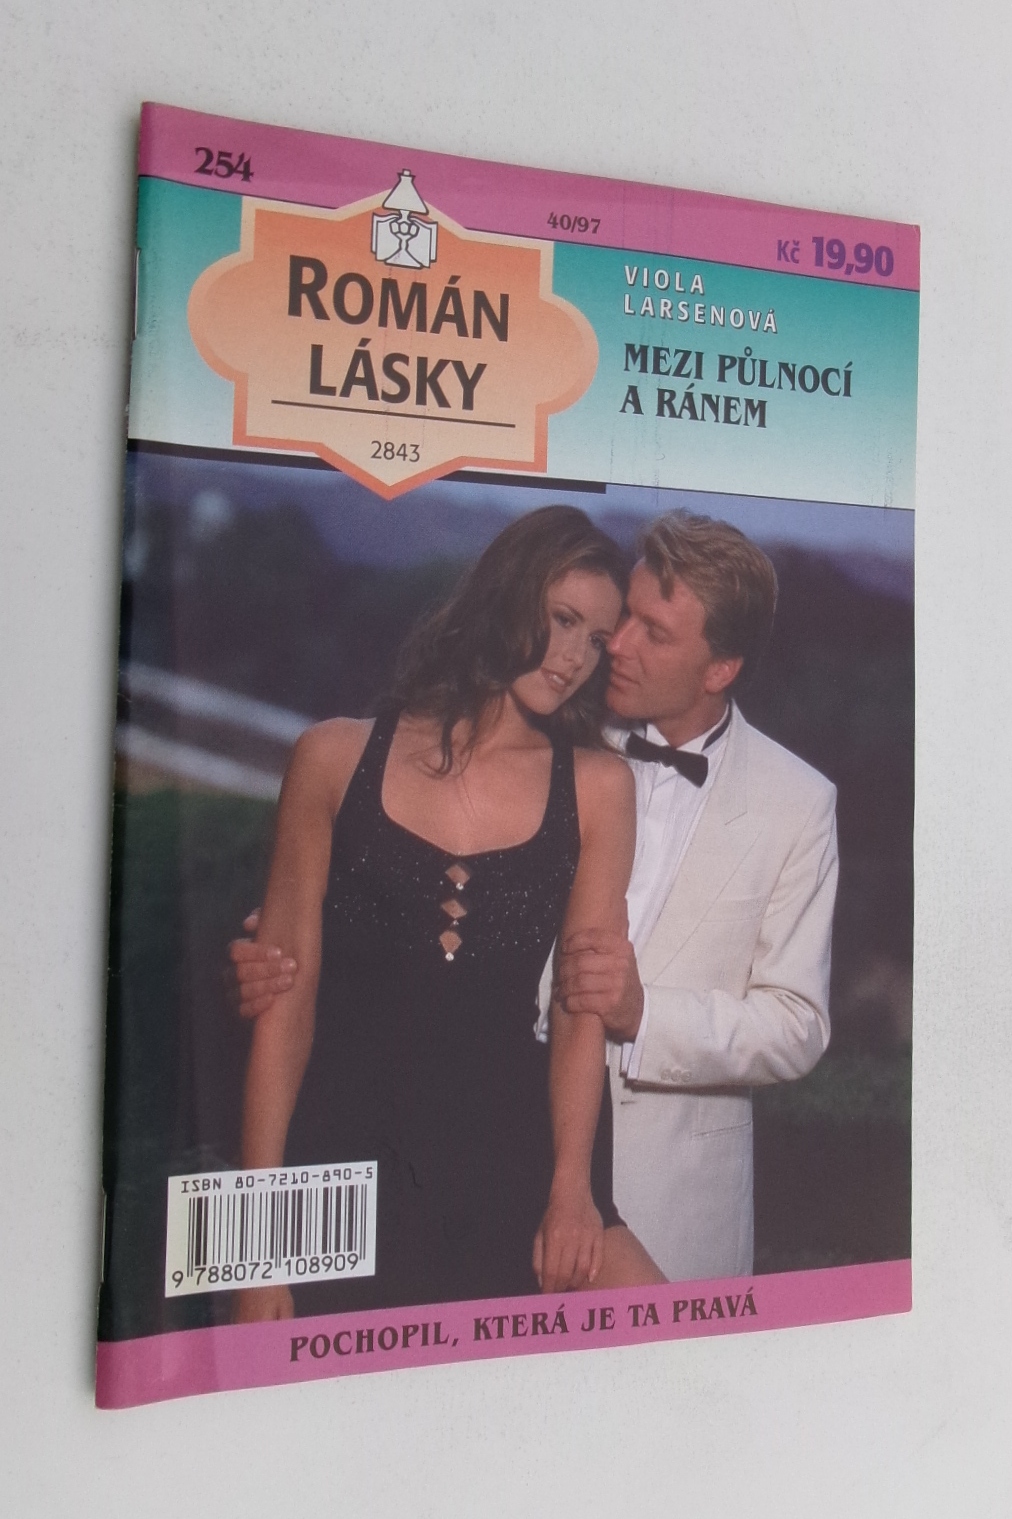 254
40/97
Kč 19,90
ROMÁN
LÁSKY
2843
VIOLA
LARSENOVÁ
MEZI PŮLNOCÍ
A RÁNEM
ISBN 80-7210-890-5
9 788072 108909
POCHOPIL, KTERÁ JE TA PRAVÁ